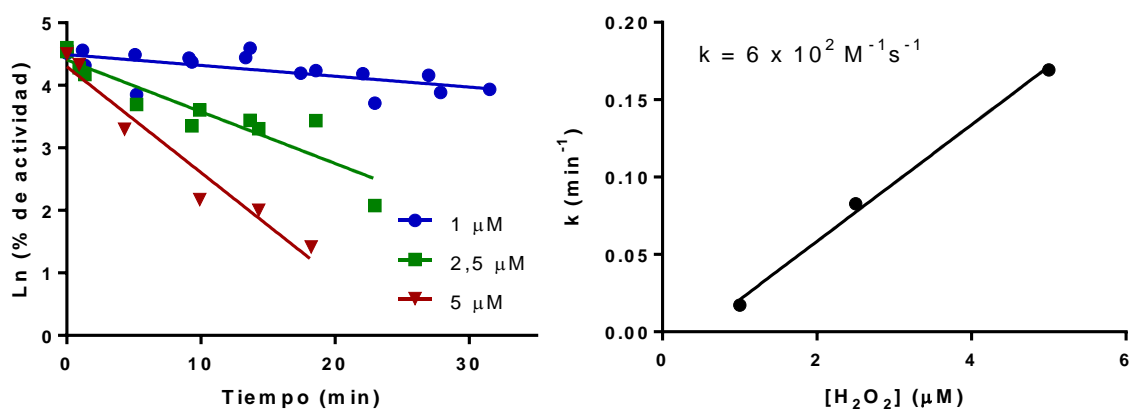 Ln (% de actividad)
5
4
3
2
1
0
0
10
20
30
Tiempo (min)
1 μM
2,5 μM
5 μM
k (min⁻¹)
0.20
0.15
0.10
0.05
0.00
0
2
4
6
[H₂O₂] (μM)
k = 6 x 10² M⁻¹s⁻¹